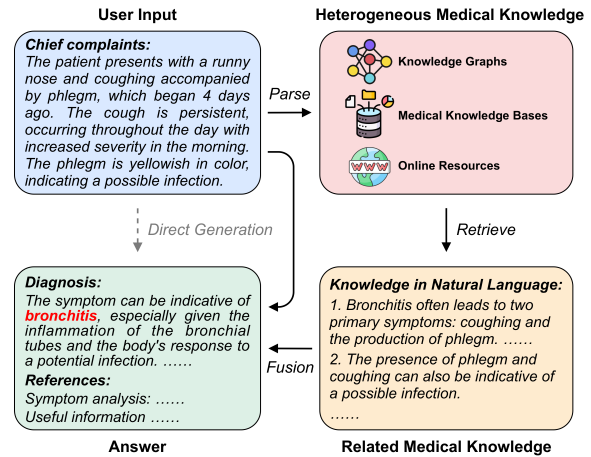 User Input
Chief complaints:
The patient presents with a runny
nose and coughing accompanied
by phlegm, which began 4 days
ago. The cough is persistent,
occurring throughout the day with
increased severity in the morning.
The phlegm is yellowish in color,
indicating a possible infection.
Parse
Heterogeneous Medical Knowledge
Knowledge Graphs
Medical Knowledge Bases
WWW
Online Resources
Direct Generation
Retrieve
Diagnosis:
The symptom can be indicative of
bronchitis, especially given the
inflammation of the bronchial
tubes and the body's response to
a potential infection. ……
References:
Symptom analysis: ……
Useful information ……
Answer
Fusion
Knowledge in Natural Language:
1. Bronchitis often leads to two
primary symptoms: coughing and
the production of phlegm. ……
2. The presence of phlegm and
coughing can also be indicative of
a possible infection.
……
Related Medical Knowledge